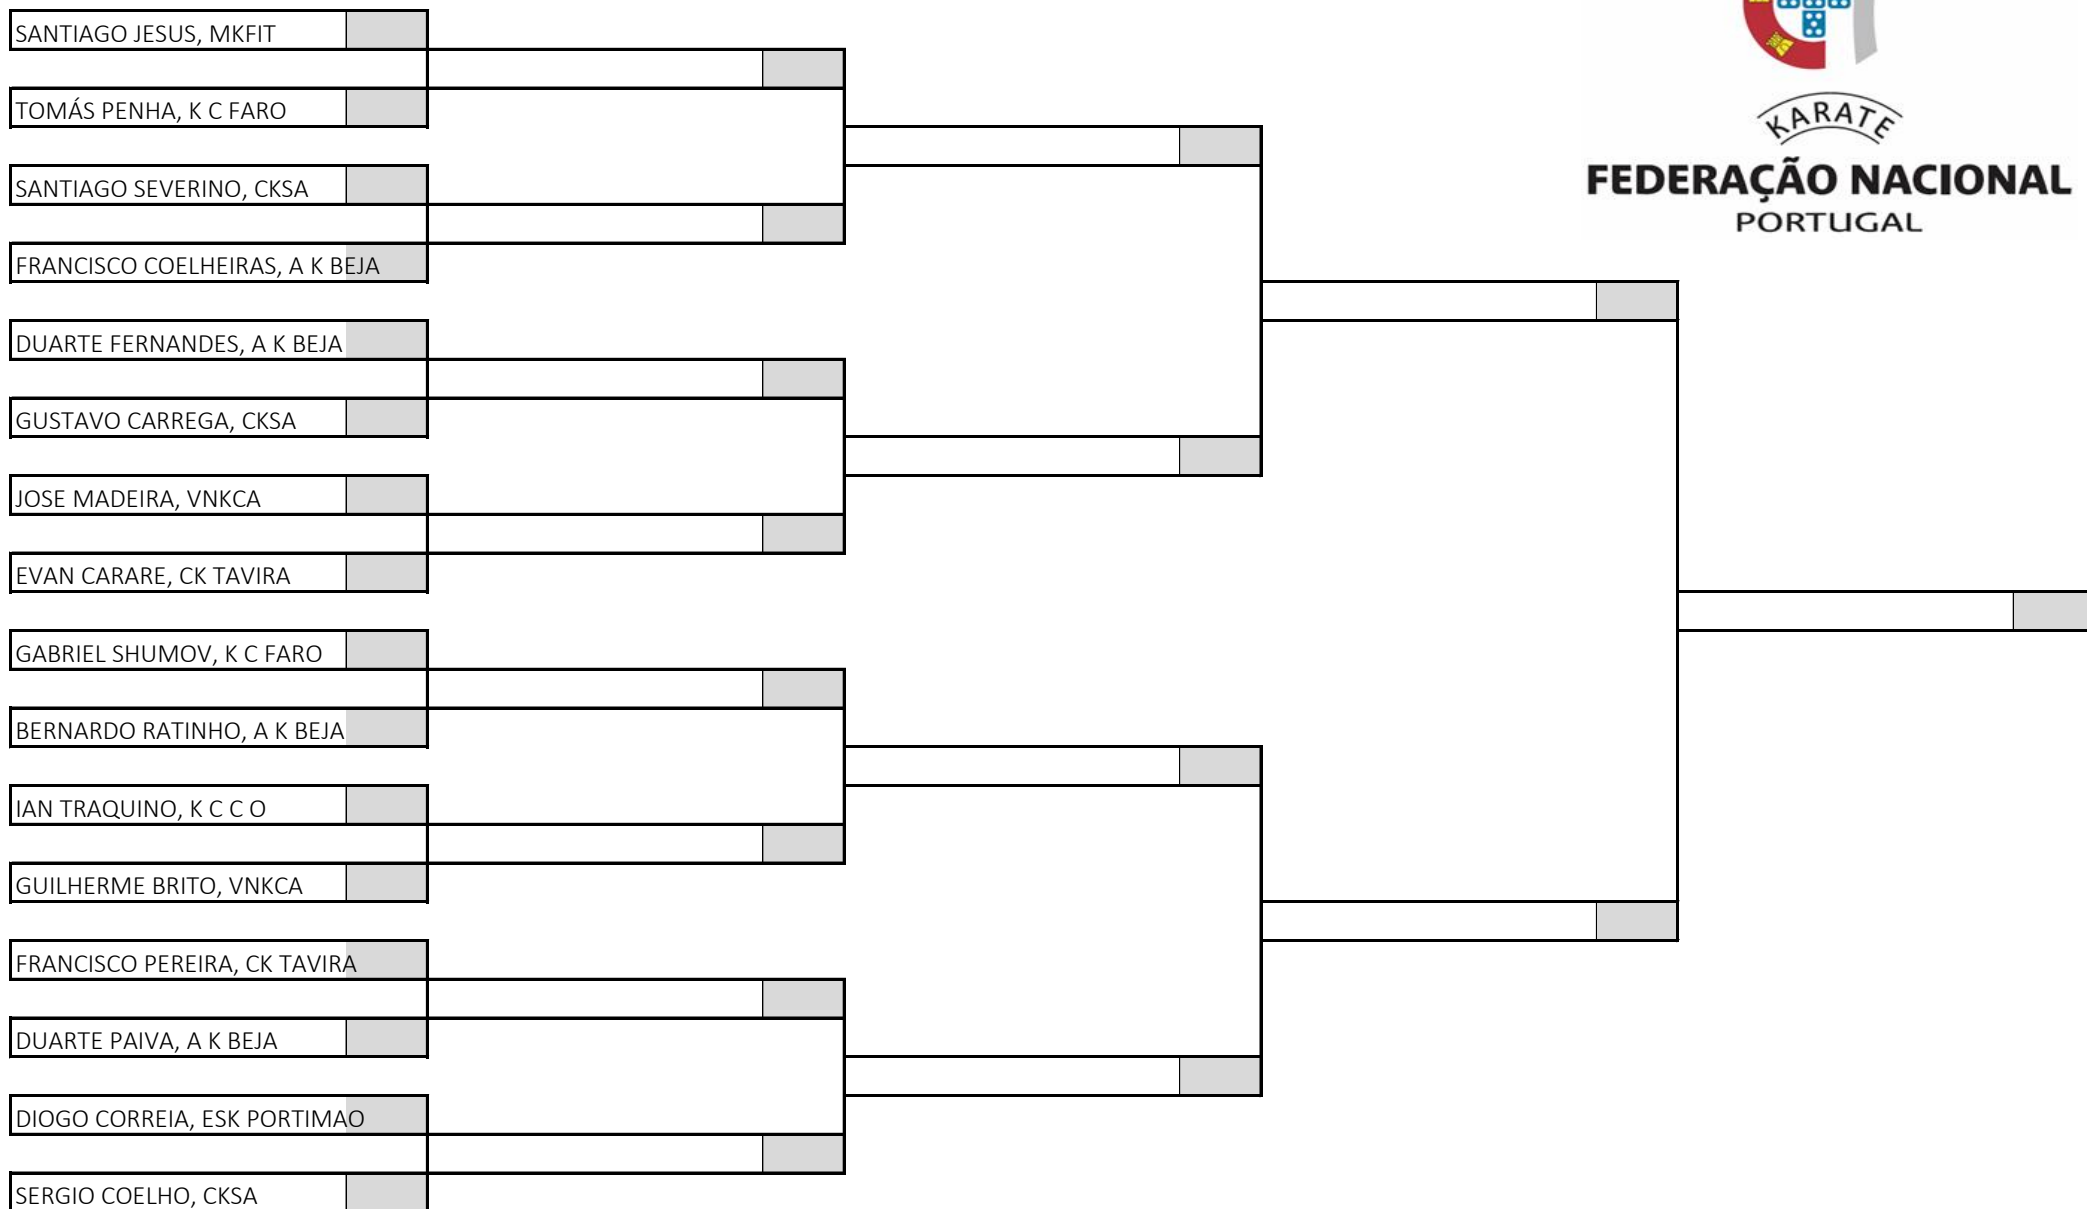 SANTIAGO JESUS, MKFIT
TOMÁS PENHA, K C FARO
SANTIAGO SEVERINO, CKSA
FRANCISCO COELHEIRAS, A K BEJA
DUARTE FERNANDES, A K BEJA
GUSTAVO CARREGA, CKSA
JOSE MADEIRA, VNKCA
EVAN CARARE, CK TAVIRA
GABRIEL SHUMOV, K C FARO
BERNARDO RATINHO, A K BEJA
IAN TRAQUINO, K C C O
GUILHERME BRITO, VNKCA
FRANCISCO PEREIRA, CK TAVIRA
DUARTE PAIVA, A K BEJA
DIOGO CORREIA, ESK PORTIMAO
SERGIO COELHO, CKSA
KARATE
FEDERAÇÃO NACIONAL
PORTUGAL